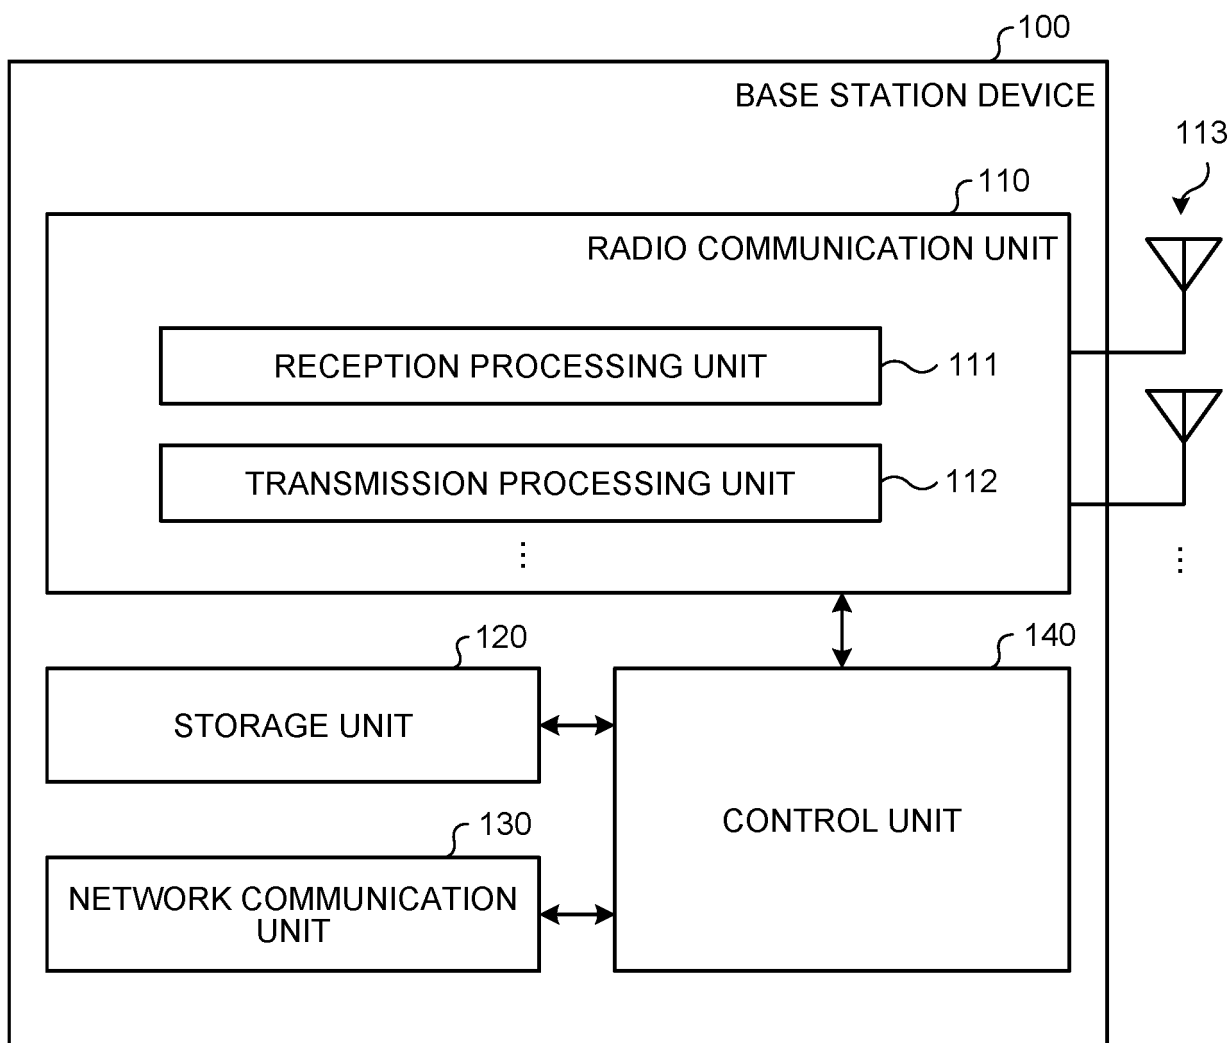 100
BASE STATION DEVICE
113
110
RADIO COMMUNICATION UNIT
RECEPTION PROCESSING UNIT
111
TRANSMISSION PROCESSING UNIT
112
⋮
⋮
120
140
STORAGE UNIT
CONTROL UNIT
130
NETWORK COMMUNICATION
UNIT